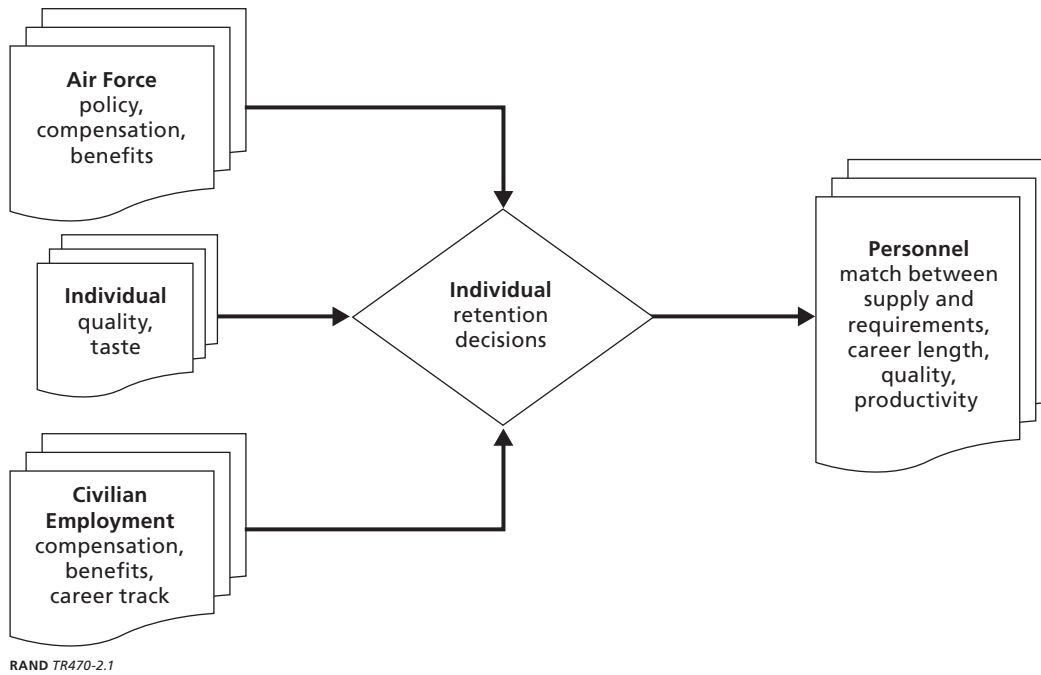 Air Force
policy,
compensation,
benefits
Individual
quality,
taste
Civilian
Employment
compensation,
benefits,
career track
Individual
retention
decisions
Personnel
match between
supply and
requirements,
career length,
quality,
productivity
RAND TR470-2.1